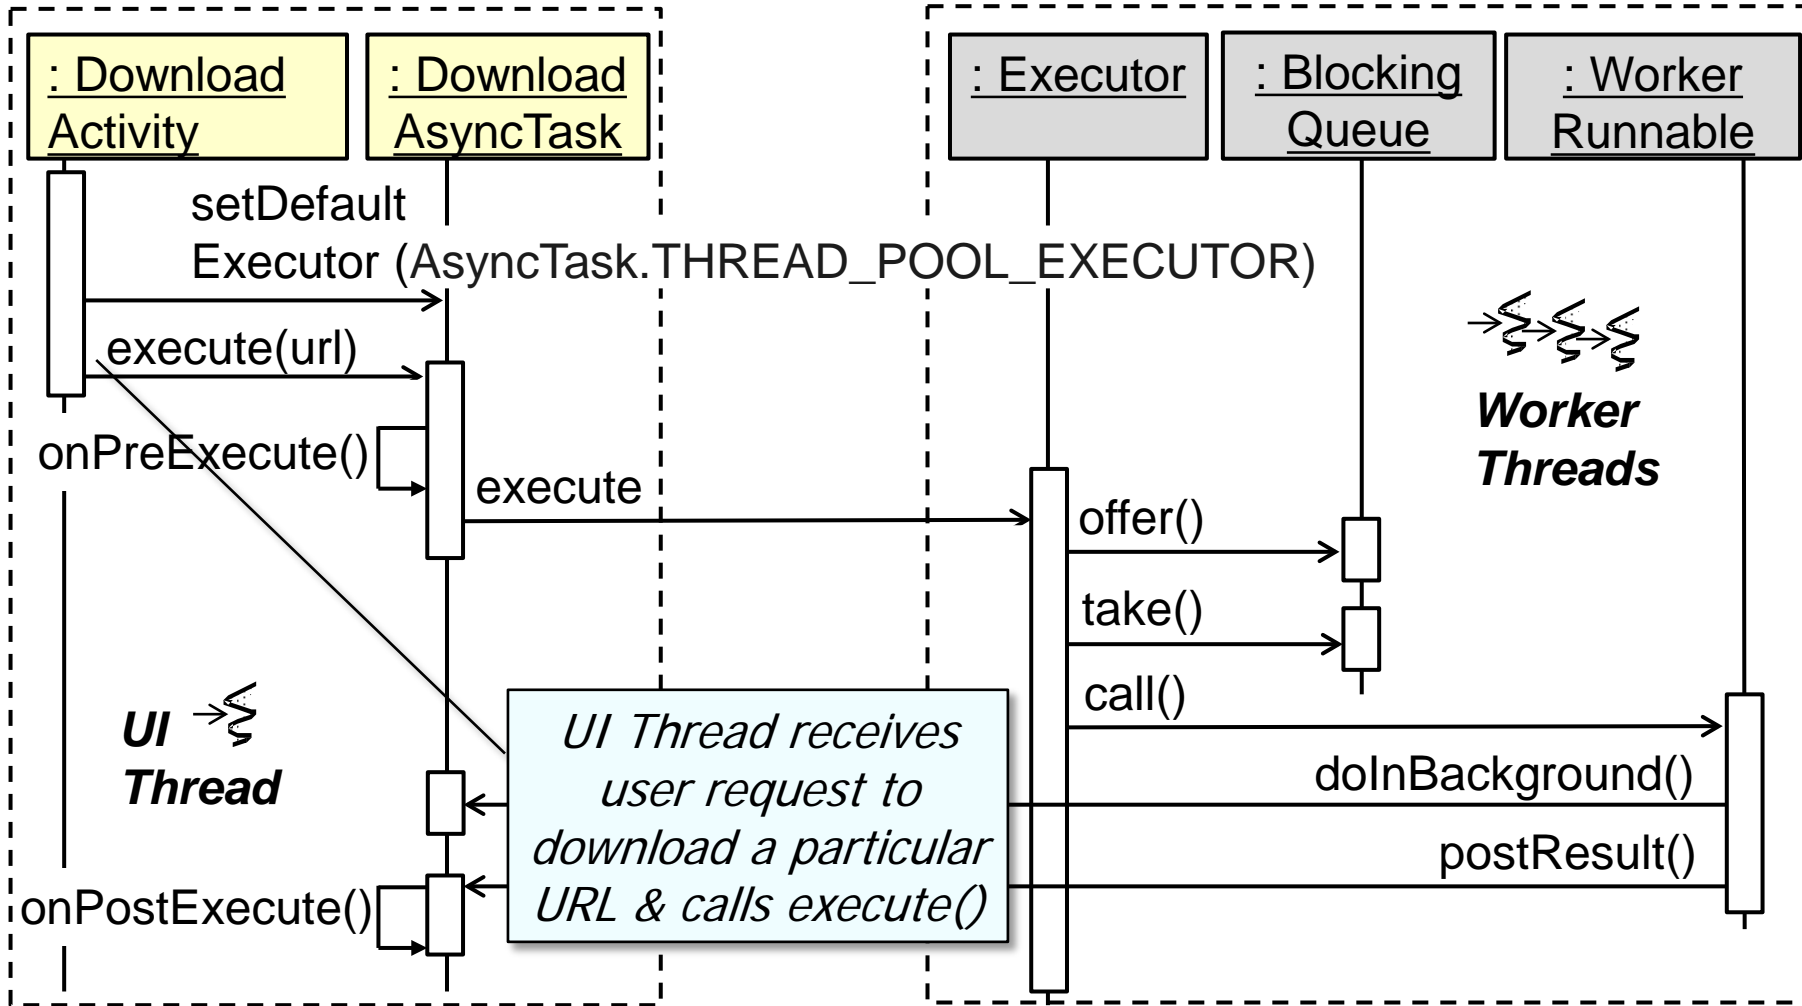 : Download
Activity
: Download
AsyncTask
: Executor
: Blocking
Queue
: Worker
Runnable
setDefault
Executor (AsyncTask.THREAD_POOL_EXECUTOR)
execute(url)
onPreExecute()
execute
offer()
take()
call()
doInBackground()
postResult()
onPostExecute()
Worker
Threads
UI
Thread
UI Thread receives
user request to
download a particular
URL & calls execute()